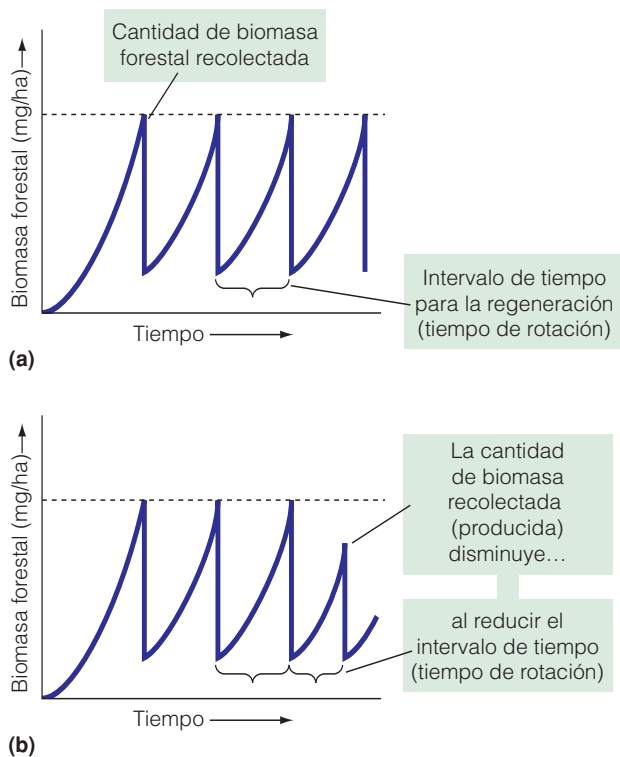 Cantidad de biomasa
forestal recolectada
Biomasa forestal (mg/ha)
Intervalo de tiempo
para la regeneración
(tiempo de rotación)
Tiempo
(a)
La cantidad
de biomasa
recolectada
(producida)
disminuye...
Biomasa forestal (mg/ha)
al reducir el
intervalo de tiempo
(tiempo de rotación)
Tiempo
(b)